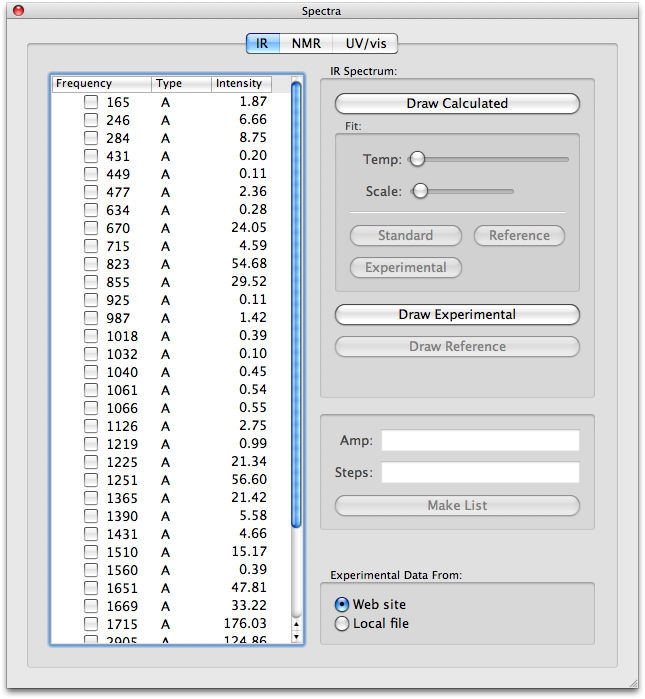 Spectra
IR NMR UV/vis
Frequency Type Intensity
165 A 1.87
246 A 6.66
284 A 8.75
431 A 0.20
449 A 0.11
477 A 2.36
634 A 0.28
670 A 24.05
715 A 4.59
823 A 54.68
855 A 29.52
925 A 0.11
987 A 1.42
1018 A 0.39
1032 A 0.10
1040 A 0.45
1061 A 0.54
1066 A 0.55
1126 A 2.75
1219 A 0.99
1225 A 21.34
1251 A 56.60
1365 A 21.42
1390 A 5.58
1431 A 4.66
1510 A 15.17
1560 A 0.39
1651 A 47.81
1669 A 33.22
1715 A 176.03
2905 A 124.86
IR Spectrum:
Draw Calculated
Fit:
Temp:
Scale:
Standard Reference
Experimental
Draw Experimental
Draw Reference
Amp:
Steps:
Make List
Experimental Data From:
Web site
Local file